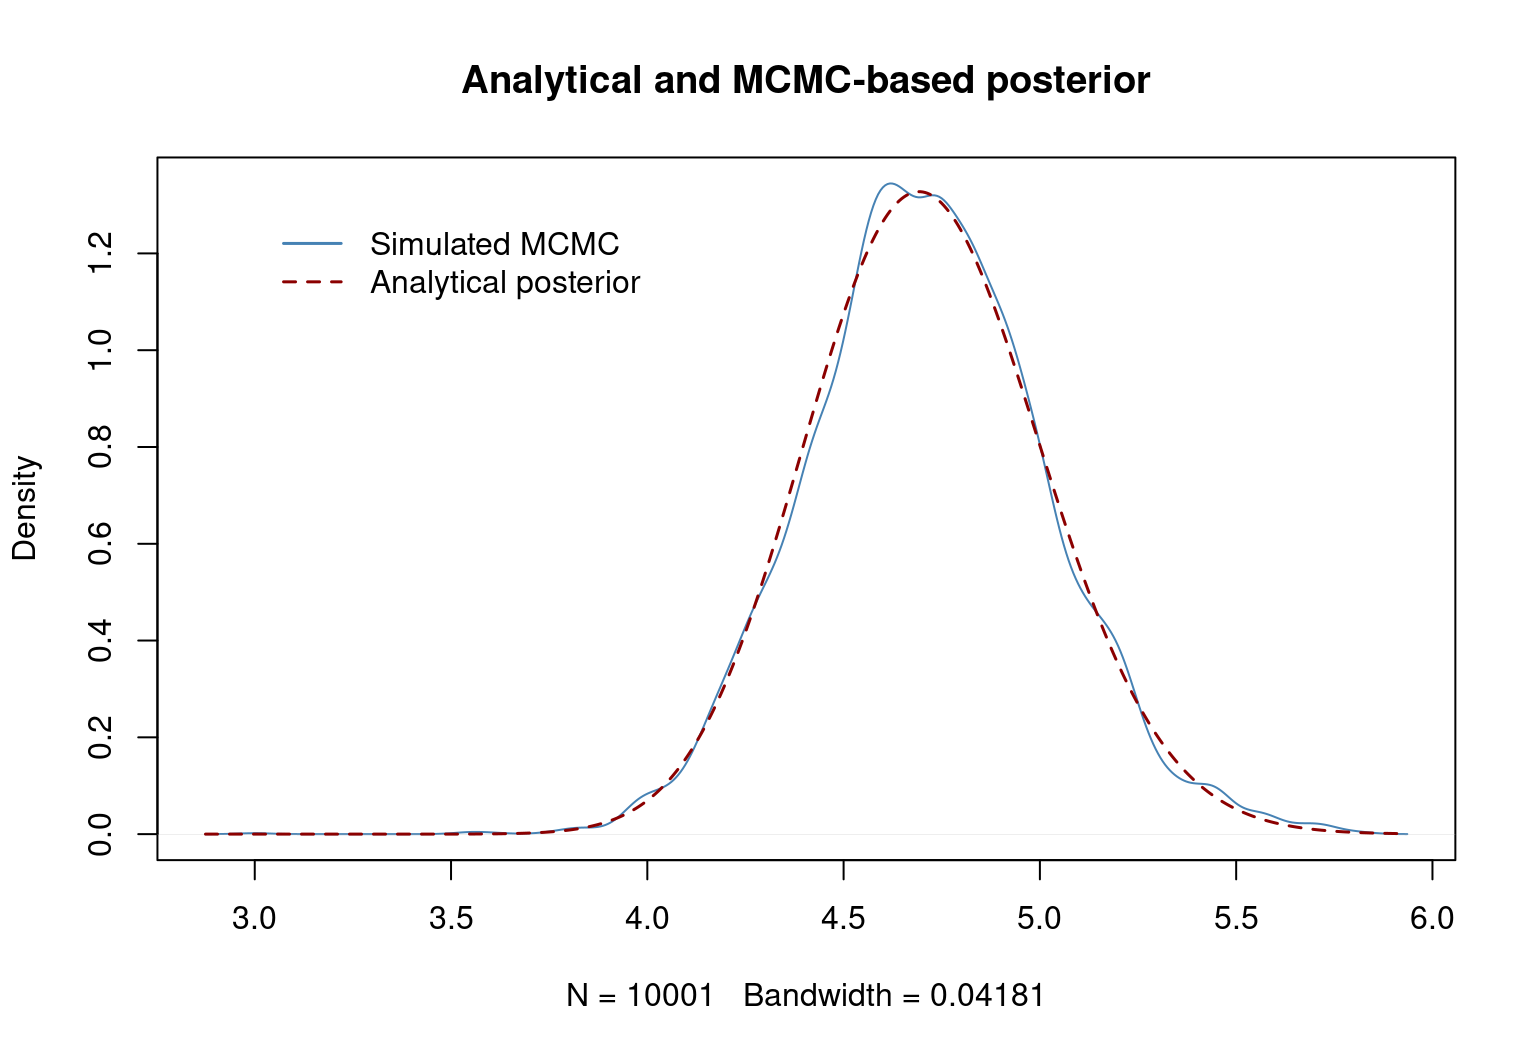 Analytical and MCMC-based posterior
Simulated MCMC
Analytical posterior
Density
0.0 0.2 0.4 0.6 0.8 1.0 1.2
3.0 3.5 4.0 4.5 5.0 5.5 6.0
N = 10001 Bandwidth = 0.04181